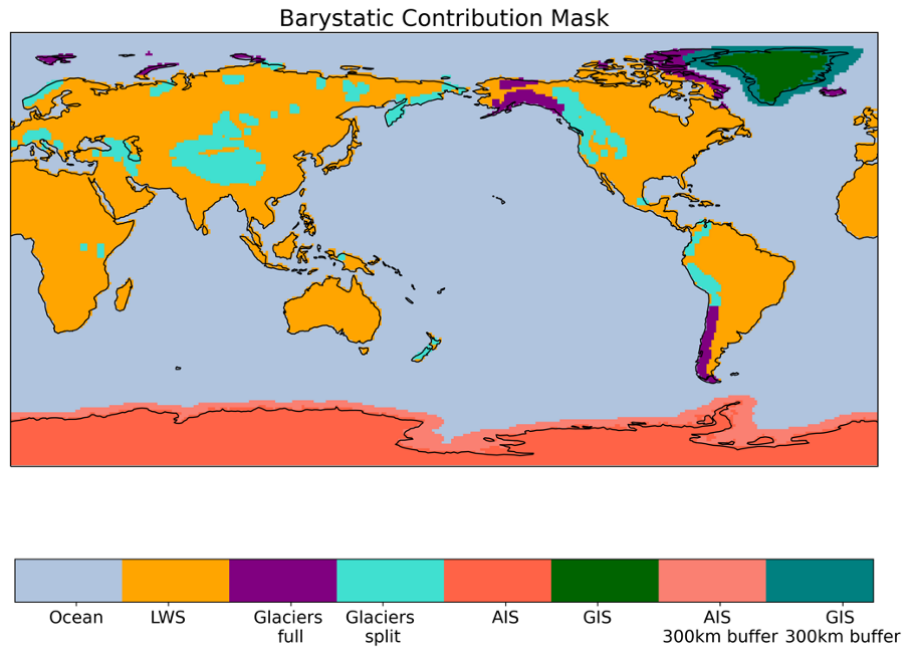 Barystatic Contribution Mask
Ocean
LWS
Glaciers
full
Glaciers
split
AIS
GIS
AIS
300km buffer
GIS
300km buffer